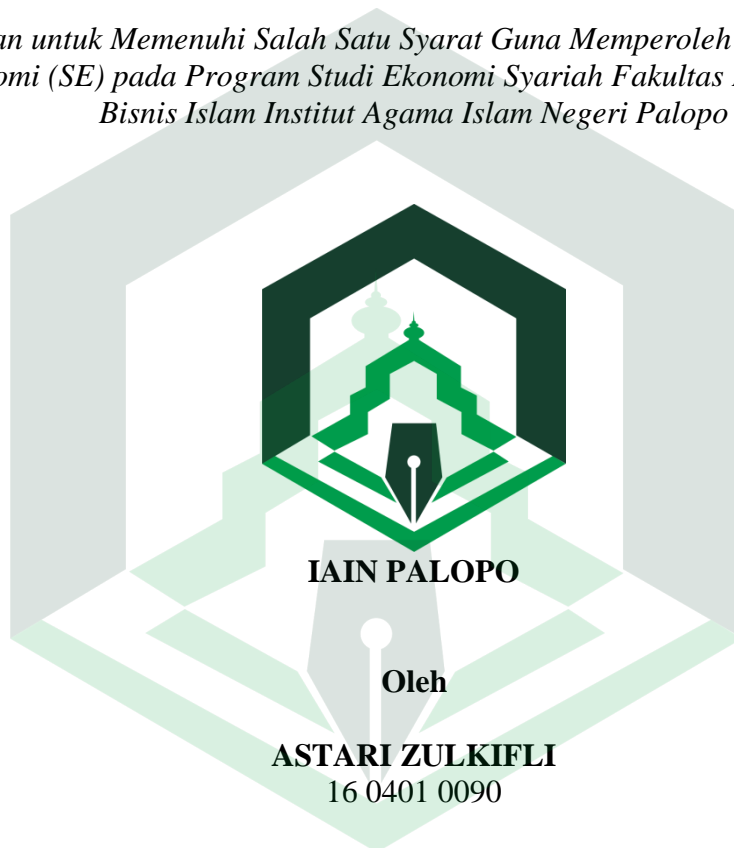 untuk Memenuhi Salah Satu Syarat Guna Memperoleh
(SE) pada Program Studi Ekonomi Syariah Fakultas
Bisnis Islam Institut Agama Islam Negeri Palopo
IAIN PALOPO
Oleh
ASTARI ZULKIFLI
16 0401 0090